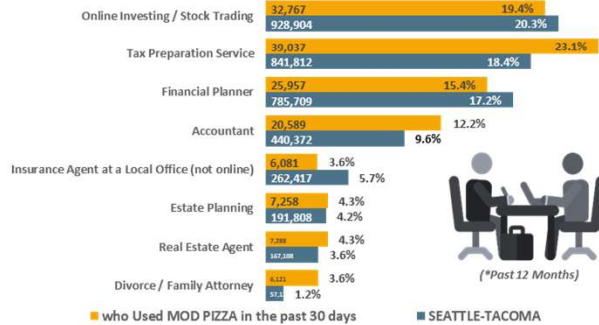 Online Investing / Stock Trading
32,767 19.4%
928,904 20.3%
Tax Preparation Service
39,037 23.1%
841,812 18.4%
Financial Planner
25,957 15.4%
785,709 17.2%
Accountant
20,589 12.2%
440,372 9.6%
Insurance Agent at a Local Office (not online)
6,081 3.6%
262,417 5.7%
Estate Planning
7,258 4.3%
191,808 4.2%
Real Estate Agent
7,288 4.3%
167,108 3.6%
Divorce / Family Attorney
6,121 3.6%
1.2%
(*Past 12 Months)
who Used MOD PIZZA in the past 30 days SEATTLE-TACOMA